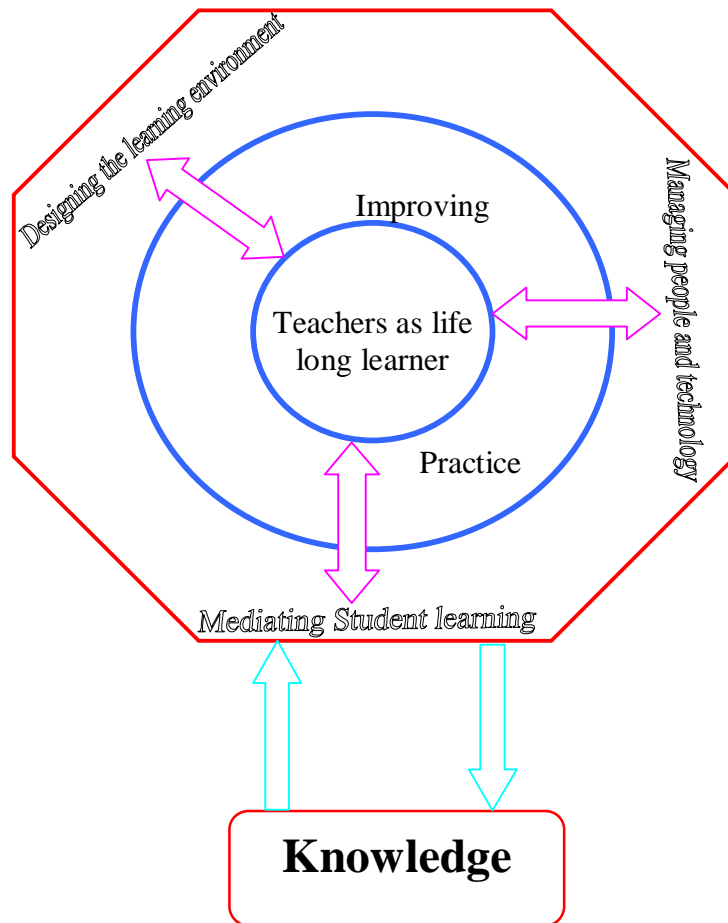 Designing the learning environment
Improving
Managing people and technology
Teachers as life
long learner
Practice
Mediating Student learning
Knowledge